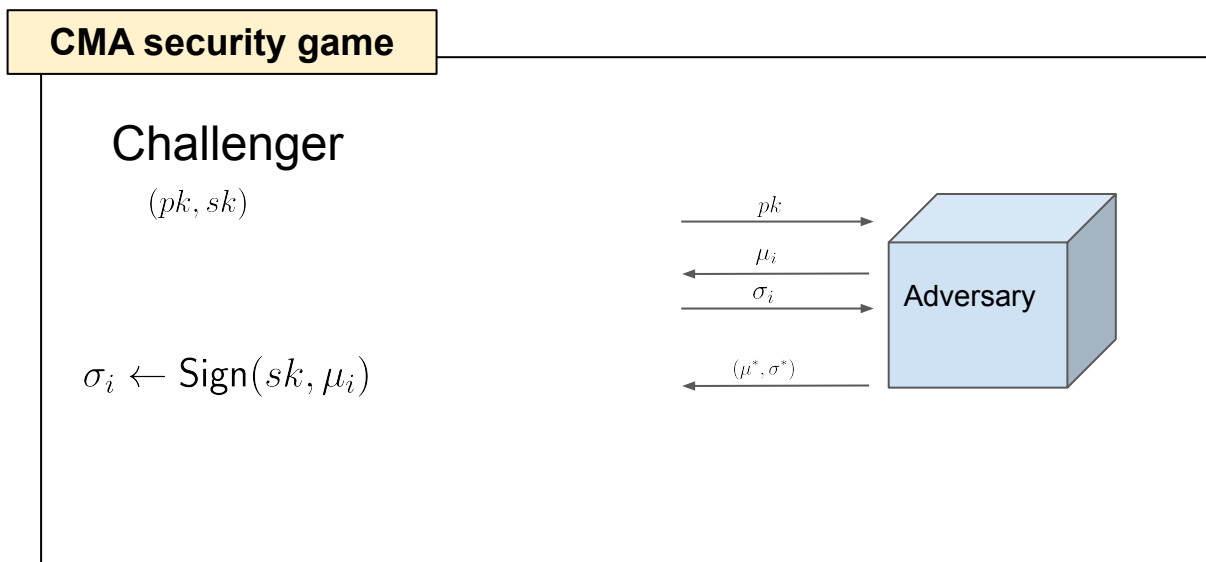 CMA security game
Challenger
(pk, sk)
pk
μ_i
σ_i
Adversary
σ_i ← Sign(sk, μ_i)
(μ*, σ*)